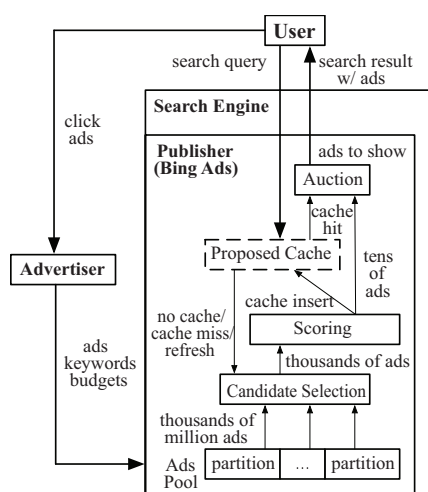 User
search query
search result
w/ ads
click
ads
Search Engine
Publisher
(Bing Ads)
ads to show
Auction
cache
hit
Proposed Cache
Advertiser
tens
of
ads
cache insert
no cache/
cache miss/
refresh
Scoring
ads
keywords
budgets
thousands of ads
Candidate Selection
thousands of
million ads
Ads
Pool
partition
...
partition